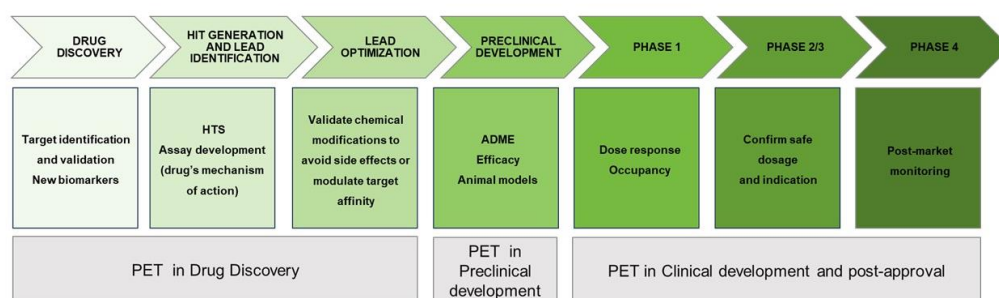 DRUG
DISCOVERY
HIT GENERATION
AND LEAD
IDENTIFICATION
LEAD
OPTIMIZATION
PRECLINICAL
DEVELOPMENT
PHASE 1
PHASE 2/3
PHASE 4
Target identification
and validation
New biomarkers
HTS
Assay development
(drug's mechanism
of action)
Validate chemical
modifications to
avoid side effects or
modulate target
affinity
ADME
Efficacy
Animal models
Dose response
Occupancy
Confirm safe
dosage
and indication
Post-market
monitoring
PET in Drug Discovery
PET in
Preclinical
development
PET in Clinical development and post-approval